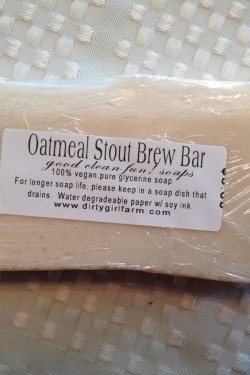 Oatmeal Stout Brew Bar
good clean fun! soaps
100% vegan.pure glycerine soap
For longer soap life, please keep in a soap dish that
drains. Water degradeable paper w/ soy ink
www.dirtygirlfarm.com